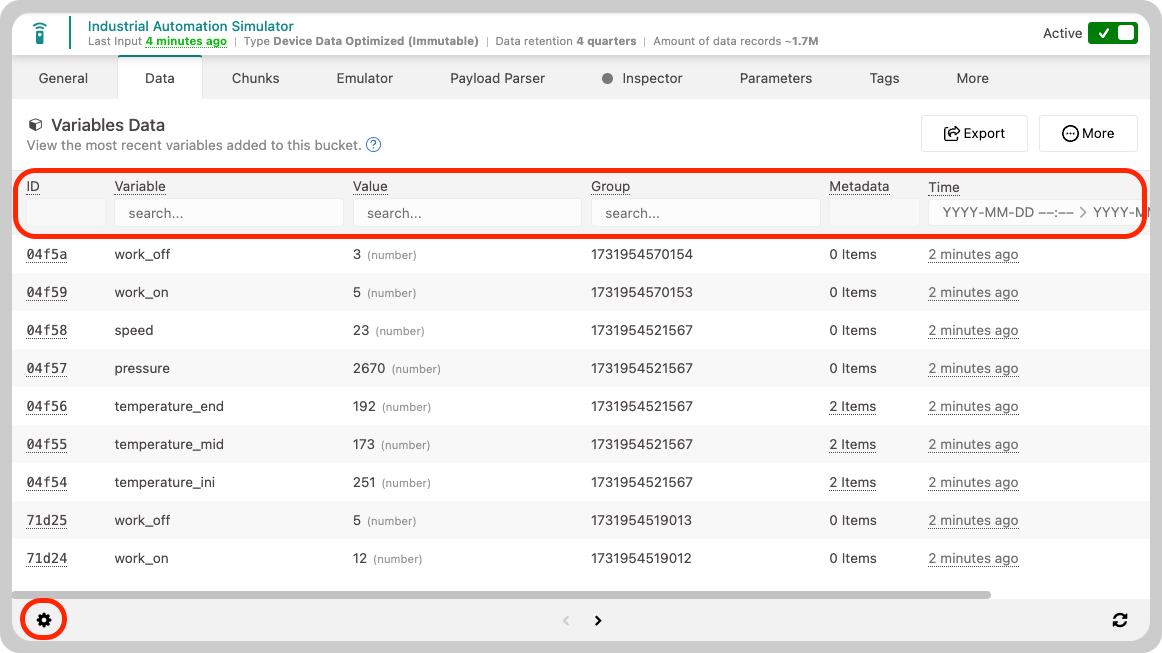 Industrial Automation Simulator
Last Input 4 minutes ago | Type Device Data Optimized (Immutable) | Data retention 4 quarters | Amount of data records ~1.7M
Active
General Data Chunks Emulator Payload Parser Inspector Parameters Tags More
Variables Data
View the most recent variables added to this bucket. ?
Export More
ID Variable Value Group Metadata Time
search... search... search... YYYY-MM-DD --:-- > YYYY-M
04f5a work_off 3 (number) 1731954570154 0 Items 2 minutes ago
04f59 work_on 5 (number) 1731954570153 0 Items 2 minutes ago
04f58 speed 23 (number) 1731954521567 0 Items 2 minutes ago
04f57 pressure 2670 (number) 1731954521567 0 Items 2 minutes ago
04f56 temperature_end 192 (number) 1731954521567 2 Items 2 minutes ago
04f55 temperature_mid 173 (number) 1731954521567 2 Items 2 minutes ago
04f54 temperature_ini 251 (number) 1731954521567 2 Items 2 minutes ago
71d25 work_off 5 (number) 1731954519013 0 Items 2 minutes ago
71d24 work_on 12 (number) 1731954519012 0 Items 2 minutes ago